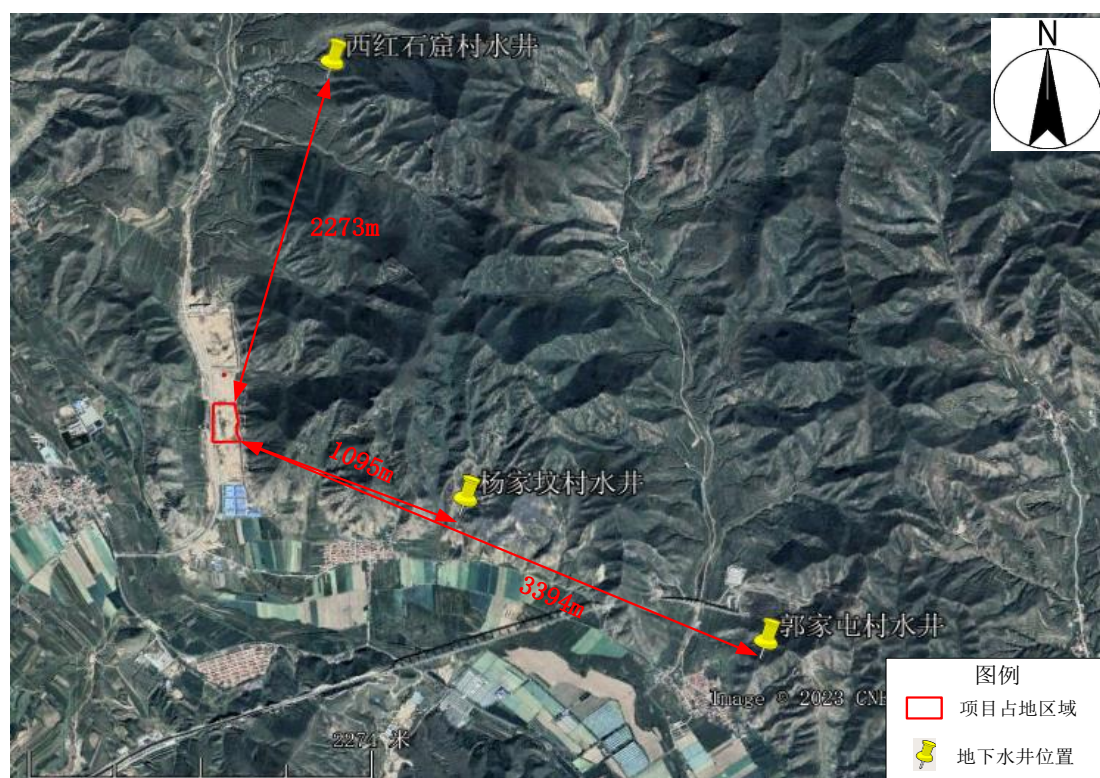 西红石窟村水井
N
2273m
1095m
杨家坟村水井
3394m
郭家屯村水井
Image © 2023 CNE
2274 米
图例
项目占地区域
地下水井位置